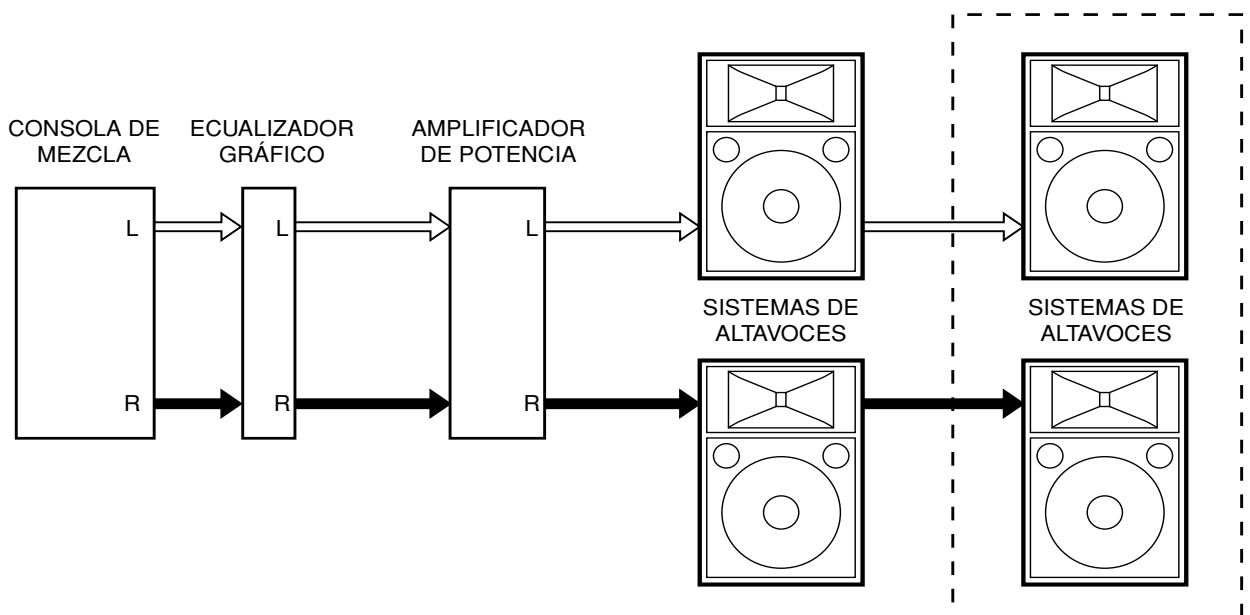 CONSOLA DE
MEZCLA
ECUALIZADOR
GRÁFICO
AMPLIFICADOR
DE POTENCIA
L
L
L
SISTEMAS DE
ALTAVOCES
SISTEMAS DE
ALTAVOCES
R
R
R